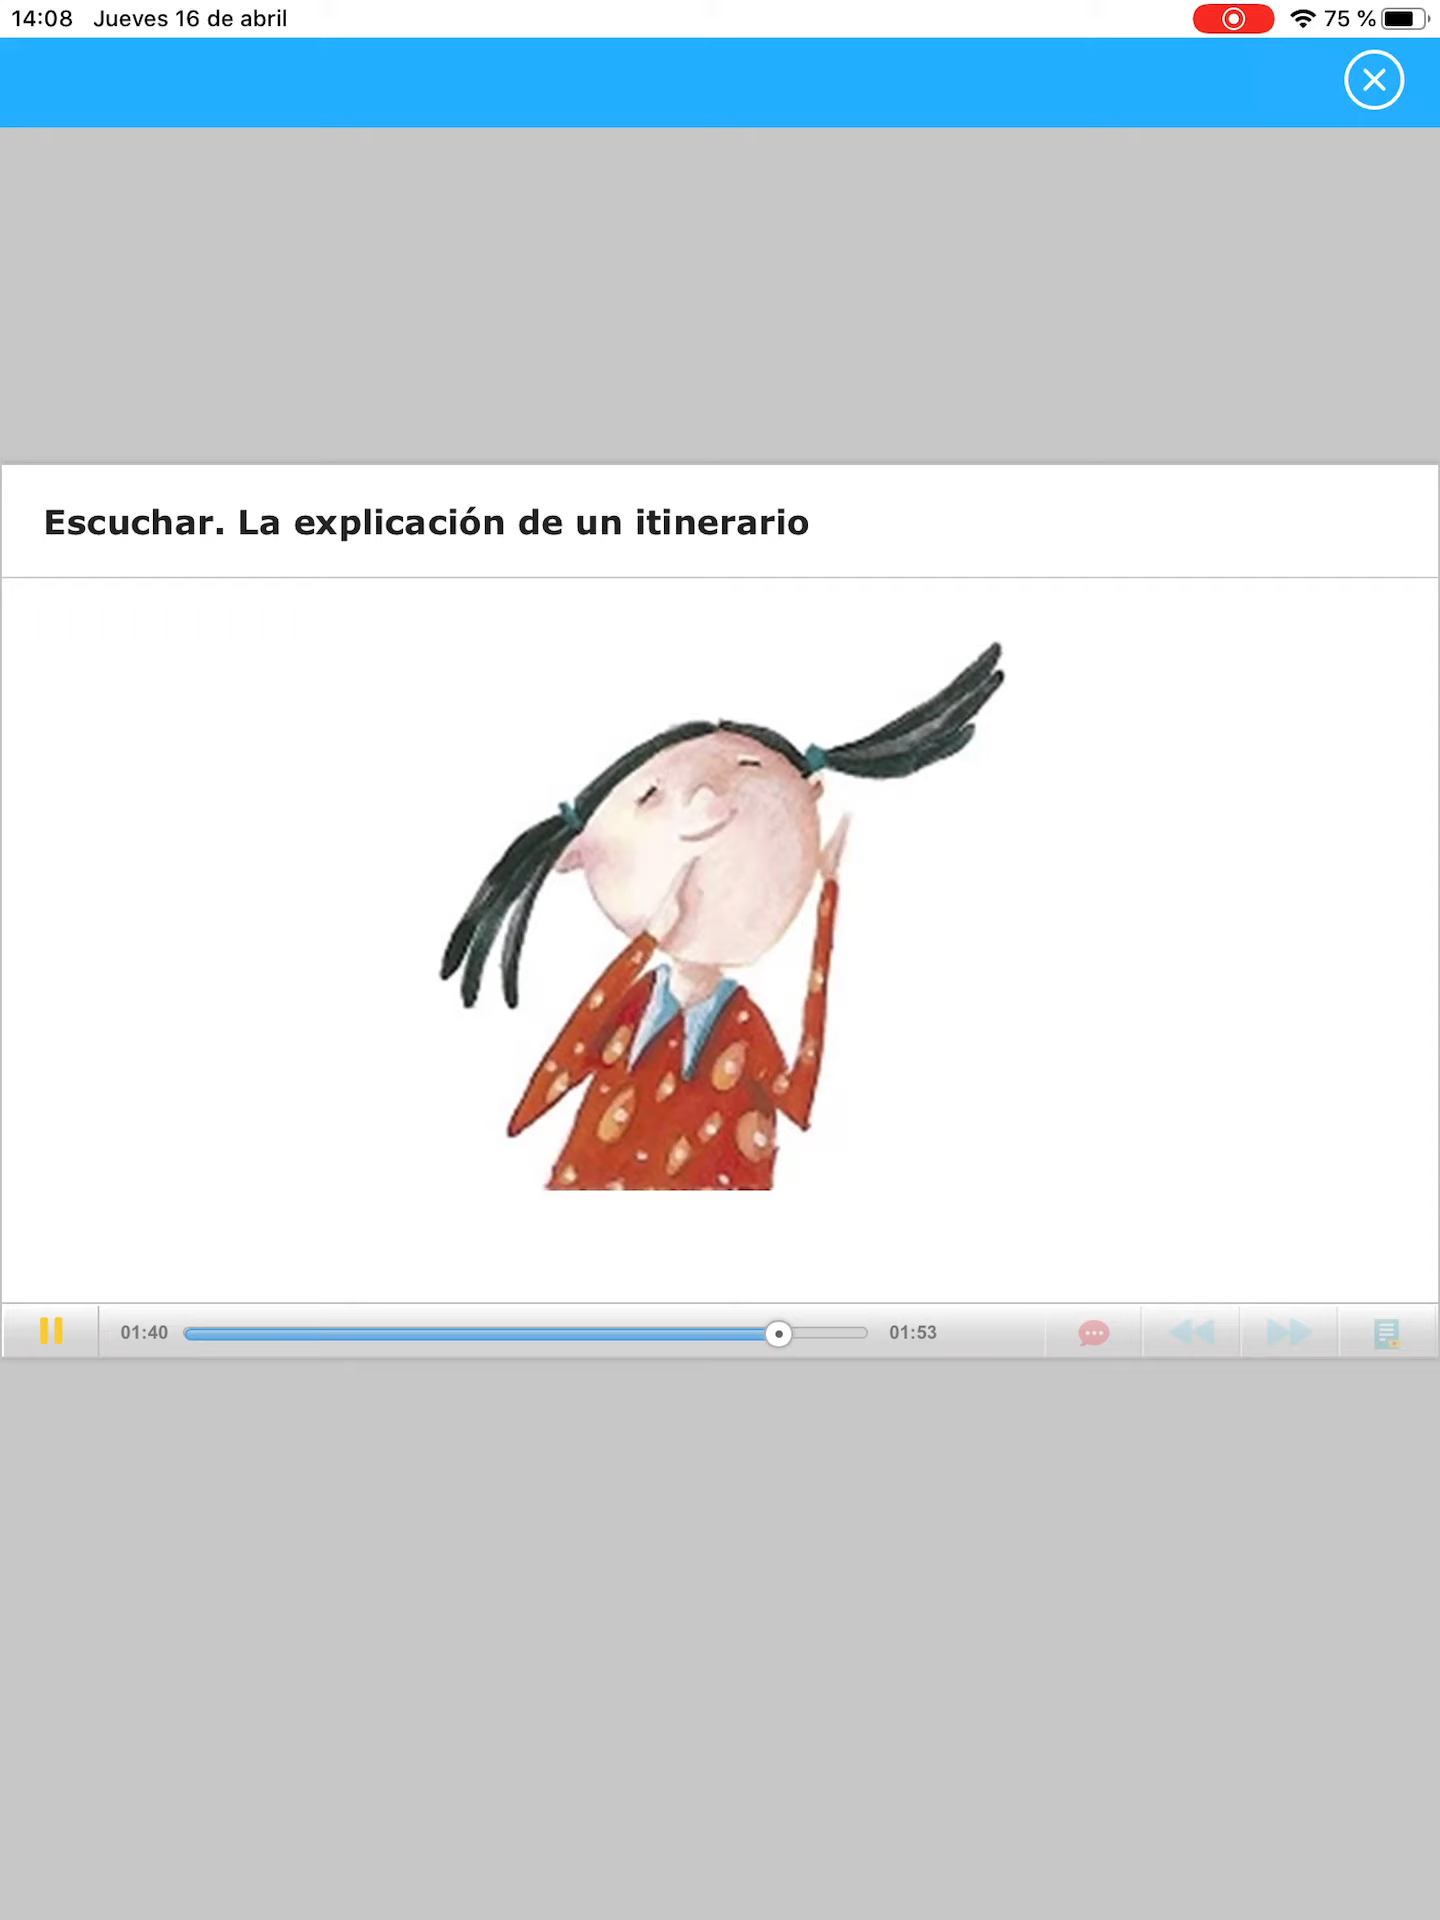 14:08 Jueves 16 de abril 75 %
Escuchar. La explicación de un itinerario
01:40 01:53